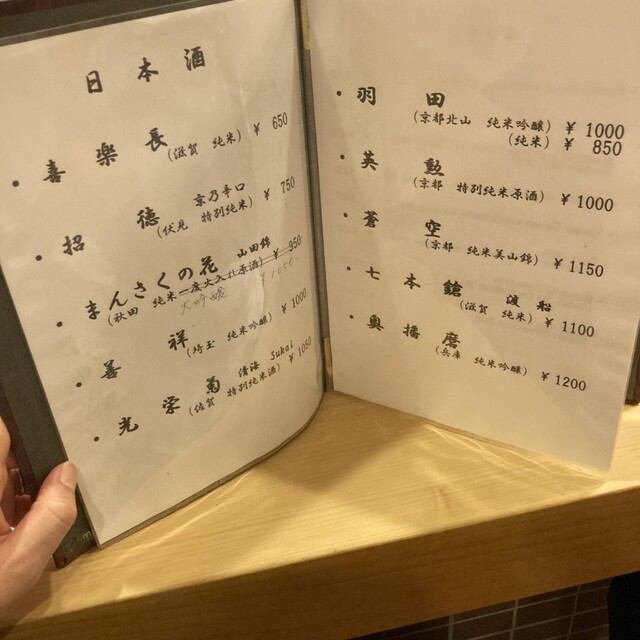 日本酒
・喜楽長 (滋賀 純米) ¥ 650
・招徳 京乃辛口 (伏見 特別純米) ¥ 750
・まんさくの花 山田錦 (秋田 純米一度火入れ原酒) ¥ 950
大吟醸 ¥1050-
・善祥 (埼玉 純米吟醸) ¥ 1000
・光栄菊 清海 Sukai (佐賀 特別純米酒) ¥ 1050
・羽田 (京都北山 純米吟醸) ¥ 1000
(純米) ¥ 850
・英勲 (京都 特別純米原酒) ¥ 1000
・蒼空 (京都 純米美山錦) ¥ 1150
・七本鎗 渡船 (滋賀 純米) ¥ 1100
・奥播磨 (兵庫 純米吟醸) ¥ 1200